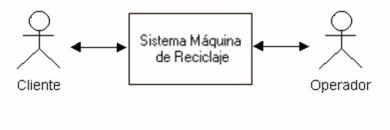 Sistema Máquina
de Reciclaje
Cliente
Operador